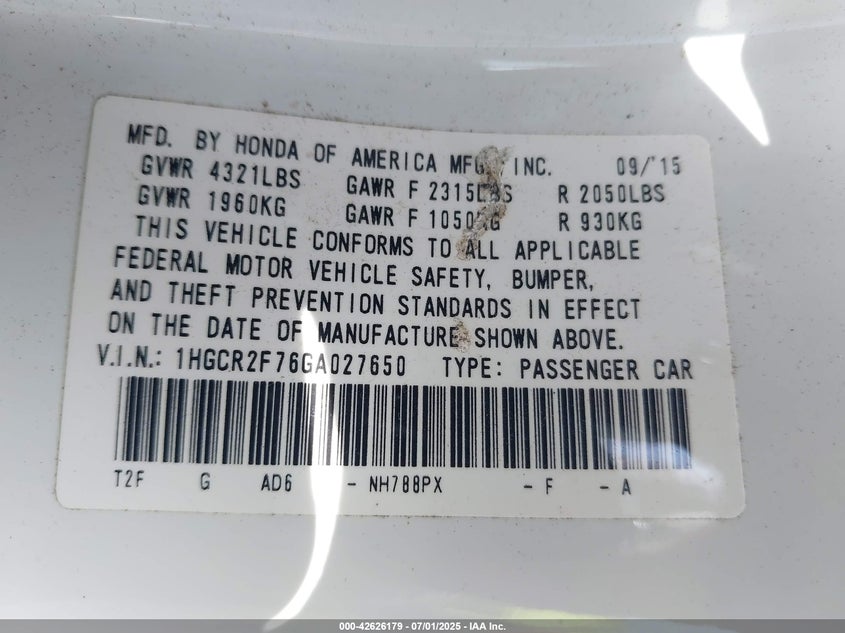 MFD. BY HONDA OF AMERICA MFG., INC. 09/'15
GVWR 4321LBS GAWR F 2315LBS R 2050LBS
GVWR 1960KG GAWR F 1050KG R 930KG
THIS VEHICLE CONFORMS TO ALL APPLICABLE
FEDERAL MOTOR VEHICLE SAFETY, BUMPER,
AND THEFT PREVENTION STANDARDS IN EFFECT
ON THE DATE OF MANUFACTURE SHOWN ABOVE.
V.I.N.: 1HGCR2F76GA027650 TYPE: PASSENGER CAR
T2F G AD6 - NH788PX - F - A
000-42626179 - 07/01/2025 - IAA Inc.